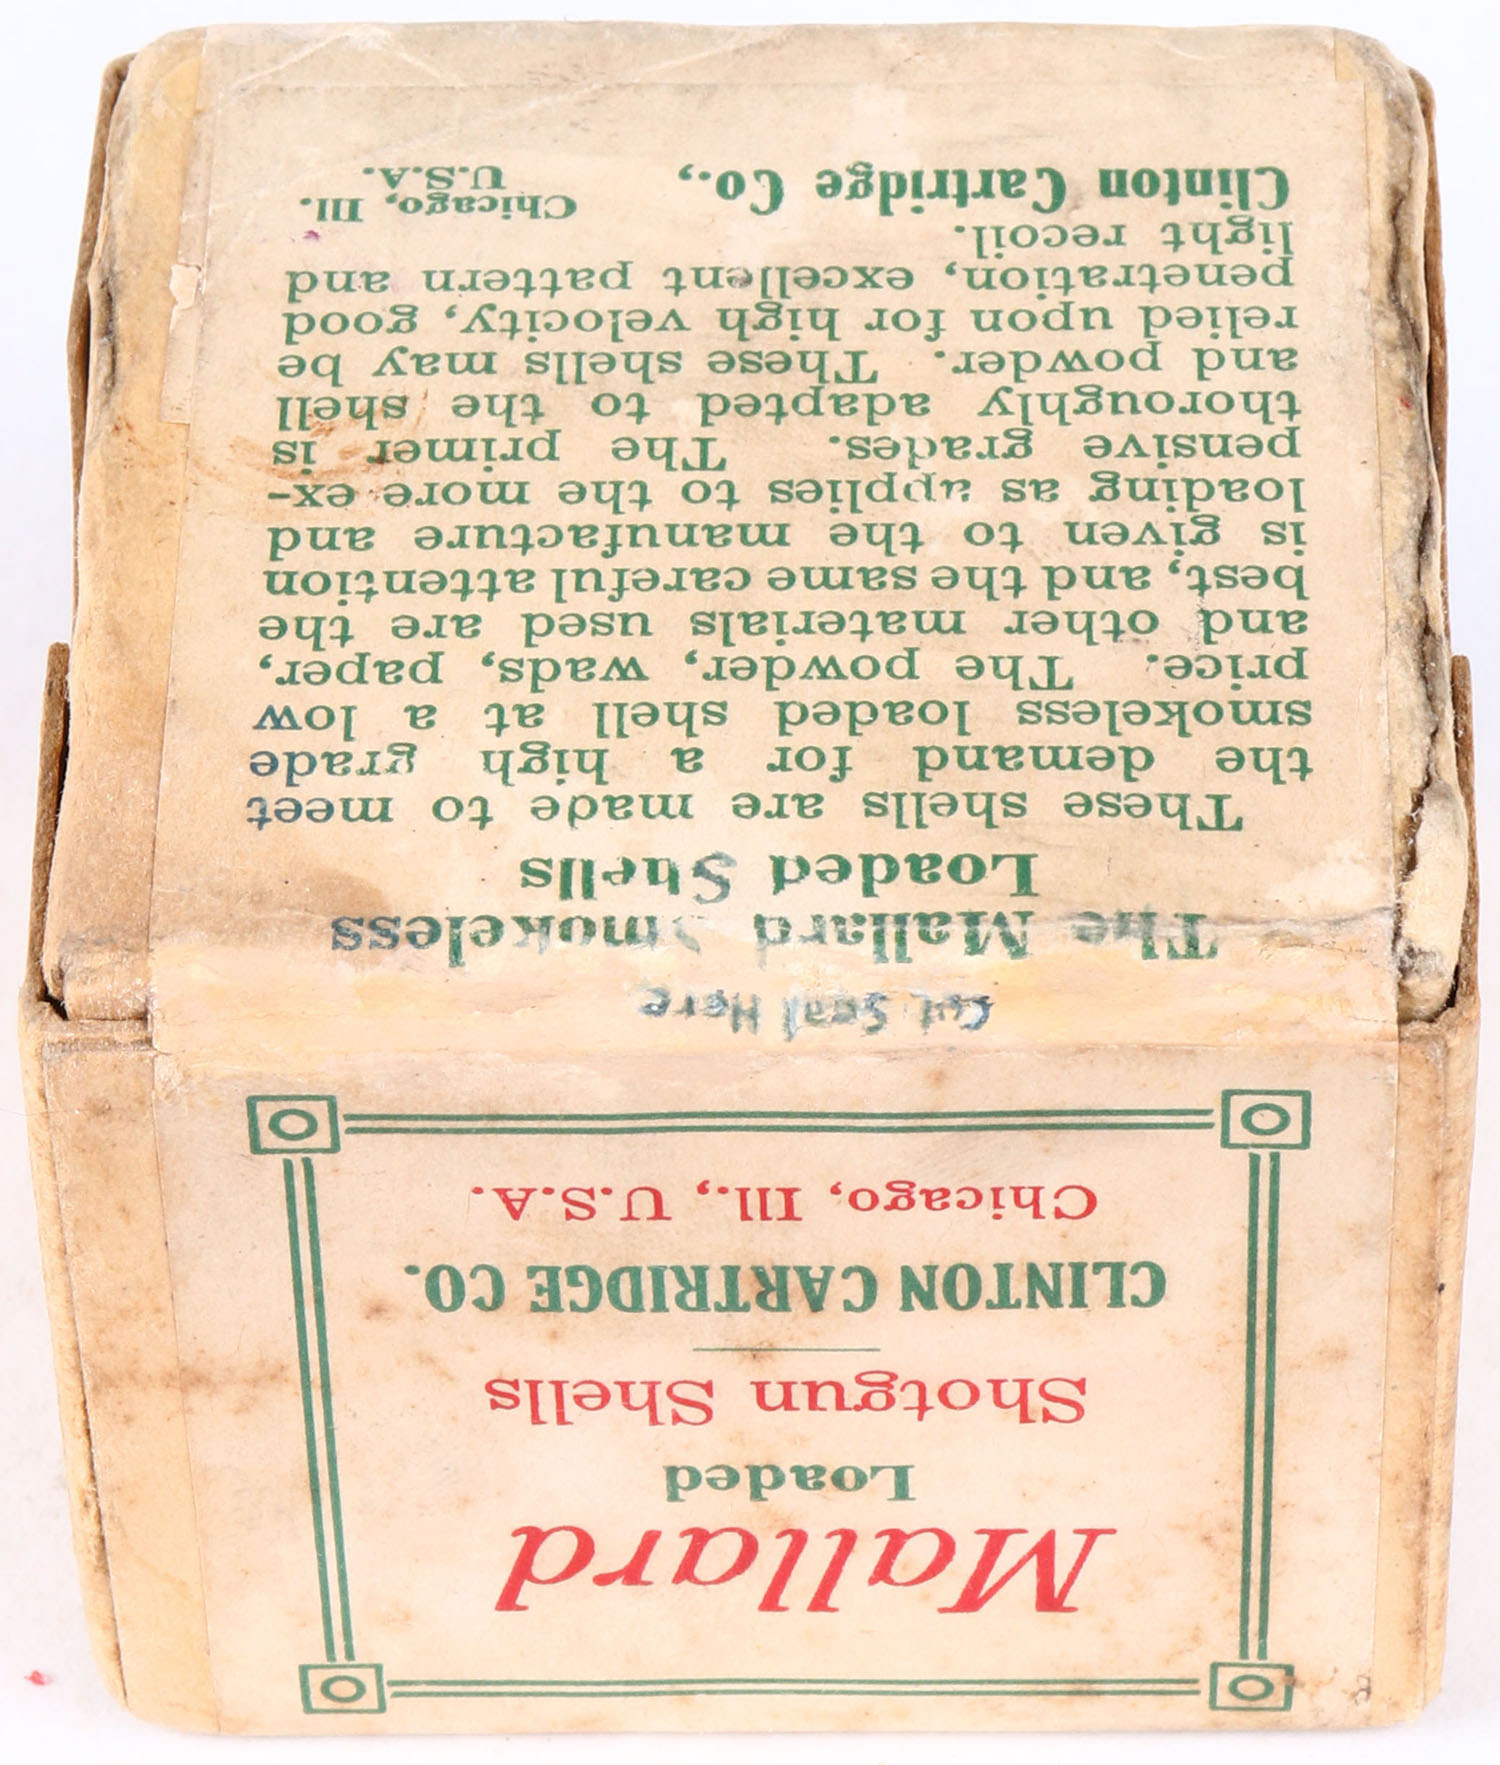 Mallard
Loaded
Shotgun Shells
CLINTON CARTRIDGE CO.
Chicago, Ill., U.S.A.
Cut Seal Here
The Mallard Smokeless
Loaded Shells
These shells are made to meet
the demand for a high grade
smokeless loaded shell at a low
price. The powder, wads, paper,
and other materials used are the
best, and the same careful attention
is given to the manufacture and
loading as applies to the more ex-
pensive grades. The primer is
thoroughly adapted to the shell
and powder. These shells may be
relied upon for high velocity, good
penetration, excellent pattern and
light recoil.
Clinton Cartridge Co., Chicago, Ill.
U.S.A.